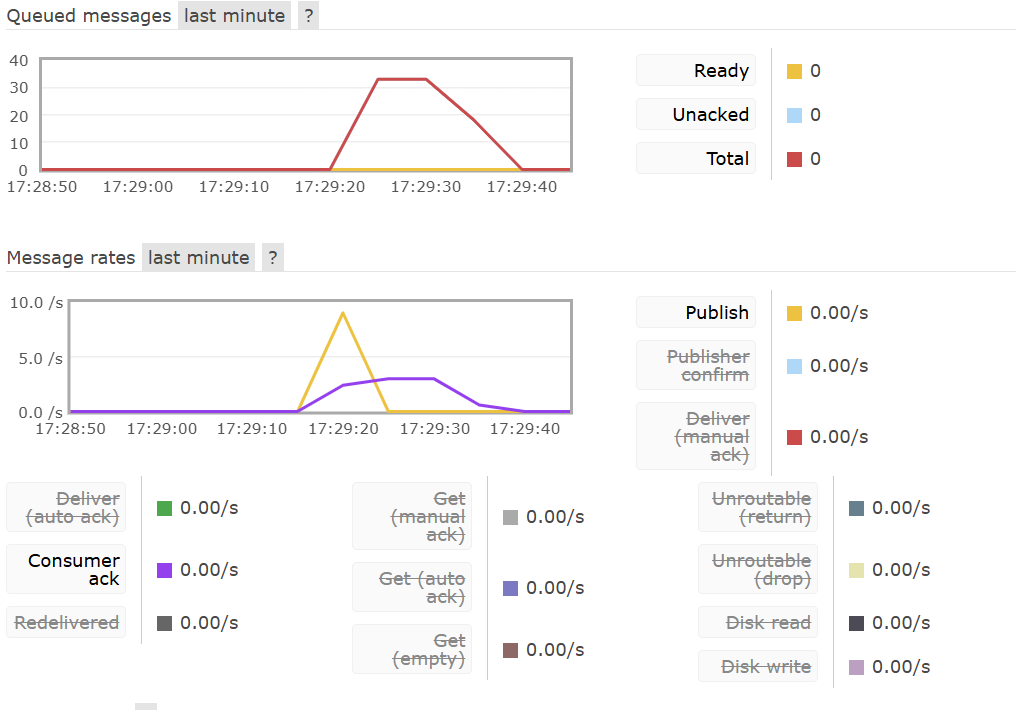 Queued messages last minute ?
40
30
20
10
0
17:28:50 17:29:00 17:29:10 17:29:20 17:29:30 17:29:40
Ready 0
Unacked 0
Total 0
Message rates last minute ?
10.0 /s
5.0 /s
0.0 /s
17:28:50 17:29:00 17:29:10 17:29:20 17:29:30 17:29:40
Publish 0.00/s
Publisher
confirm 0.00/s
Deliver
(manual 0.00/s
ack)
Deliver
(auto ack) 0.00/s
Consumer
ack 0.00/s
Redelivered 0.00/s
Get
(manual 0.00/s
ack)
Get (auto
ack) 0.00/s
Get
(empty) 0.00/s
Unroutable
(return) 0.00/s
Unroutable
(drop) 0.00/s
Disk read 0.00/s
Disk write 0.00/s